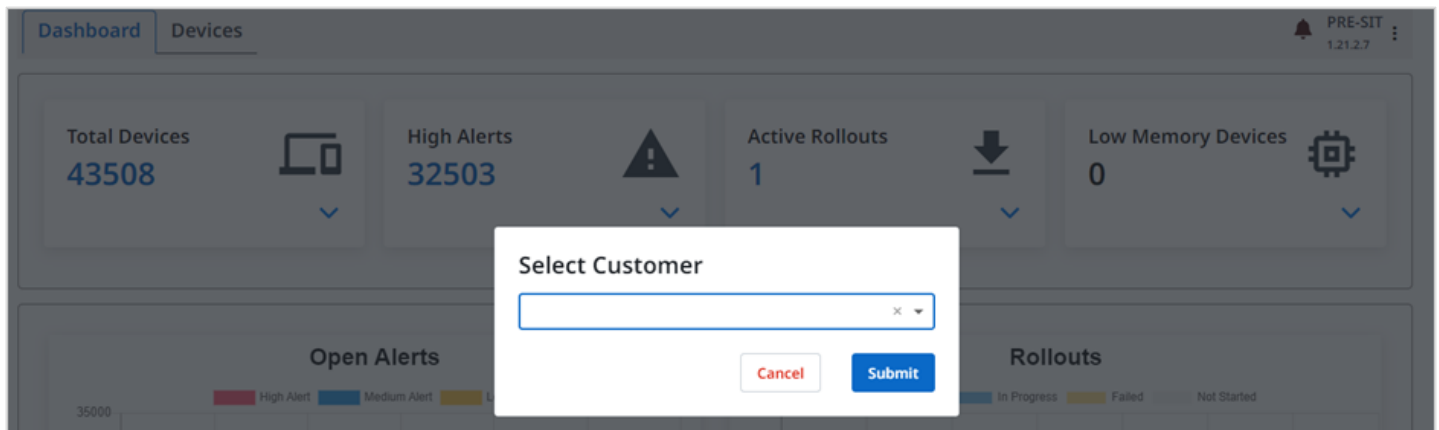 Dashboard Devices PRE-SIT
1.21.2.7
Total Devices High Alerts Active Rollouts Low Memory Devices
43508 32503 1 0
Select Customer
Cancel Submit
Open Alerts Rollouts
High Alert Medium Alert In Progress Failed Not Started
35000